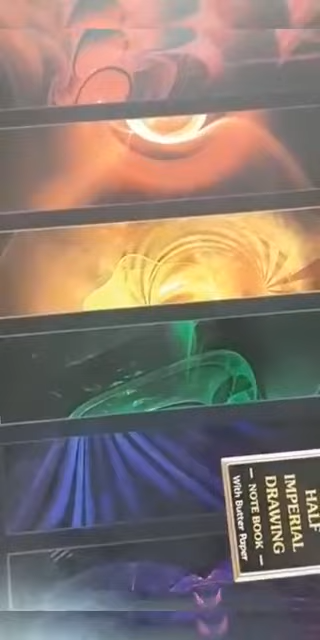 HALF
IMPERIAL
DRAWING
— NOTE BOOK —
With Butter Paper